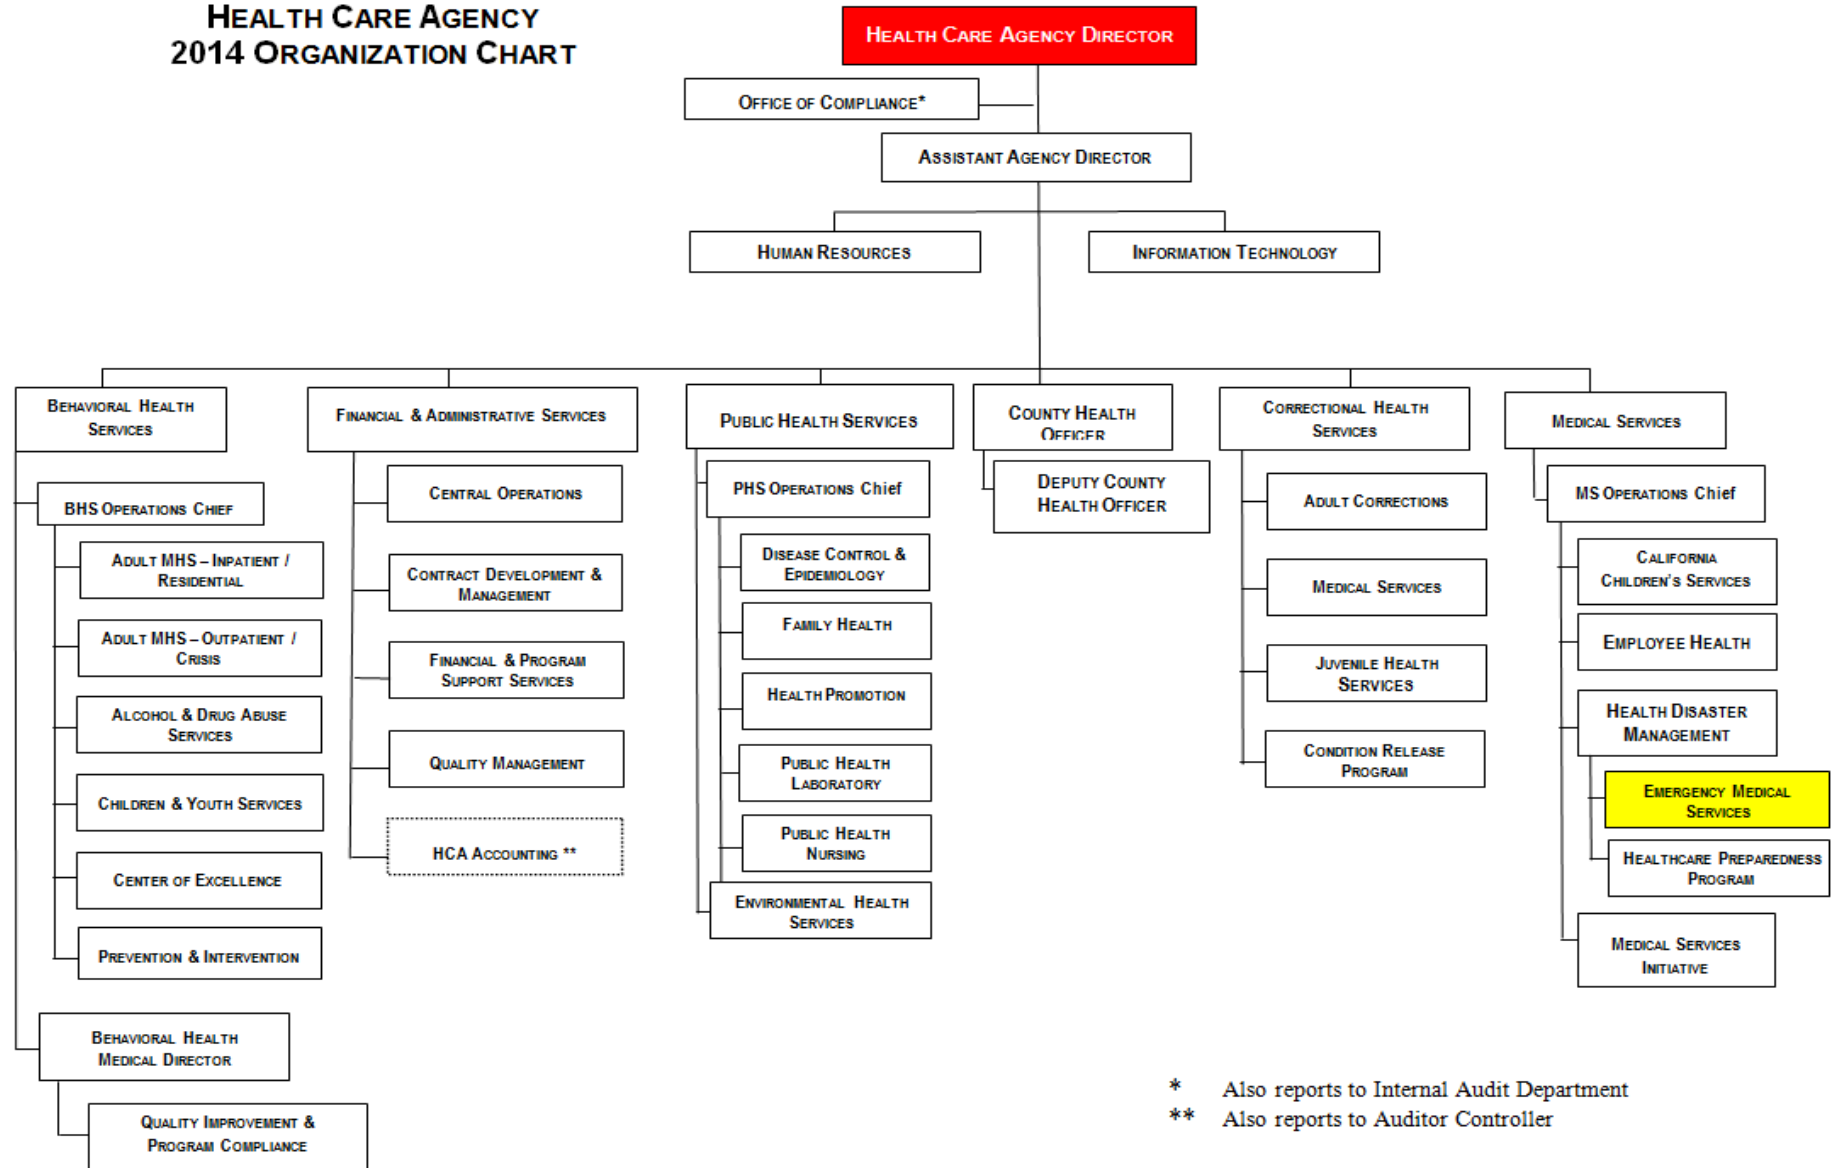 HEALTH CARE AGENCY
2014 ORGANIZATION CHART
HEALTH CARE AGENCY DIRECTOR
OFFICE OF COMPLIANCE*
ASSISTANT AGENCY DIRECTOR
HUMAN RESOURCES
INFORMATION TECHNOLOGY
BEHAVIORAL HEALTH
SERVICES
BHS OPERATIONS CHIEF
ADULT MHS – INPATIENT /
RESIDENTIAL
ADULT MHS – OUTPATIENT /
CRISIS
ALCOHOL & DRUG ABUSE
SERVICES
CHILDREN & YOUTH SERVICES
CENTER OF EXCELLENCE
PREVENTION & INTERVENTION
BEHAVIORAL HEALTH
MEDICAL DIRECTOR
QUALITY IMPROVEMENT &
PROGRAM COMPLIANCE
FINANCIAL & ADMINISTRATIVE SERVICES
CENTRAL OPERATIONS
CONTRACT DEVELOPMENT &
MANAGEMENT
FINANCIAL & PROGRAM
SUPPORT SERVICES
QUALITY MANAGEMENT
HCA ACCOUNTING **
PUBLIC HEALTH SERVICES
PHS OPERATIONS Chief
DISEASE CONTROL &
EPIDEMIOLOGY
FAMILY HEALTH
HEALTH PROMOTION
PUBLIC HEALTH
LABORATORY
PUBLIC HEALTH
NURSING
ENVIRONMENTAL HEALTH
SERVICES
COUNTY HEALTH
OFFICER
DEPUTY COUNTY
HEALTH OFFICER
CORRECTIONAL HEALTH
SERVICES
ADULT CORRECTIONS
MEDICAL SERVICES
JUVENILE HEALTH
SERVICES
CONDITION RELEASE
PROGRAM
MEDICAL SERVICES
MS OPERATIONS Chief
CALIFORNIA
CHILDREN'S SERVICES
EMPLOYEE HEALTH
HEALTH DISASTER
MANAGEMENT
EMERGENCY MEDICAL
SERVICES
HEALTHCARE PREPAREDNESS
PROGRAM
MEDICAL SERVICES
INITIATIVE
* Also reports to Internal Audit Department
** Also reports to Auditor Controller